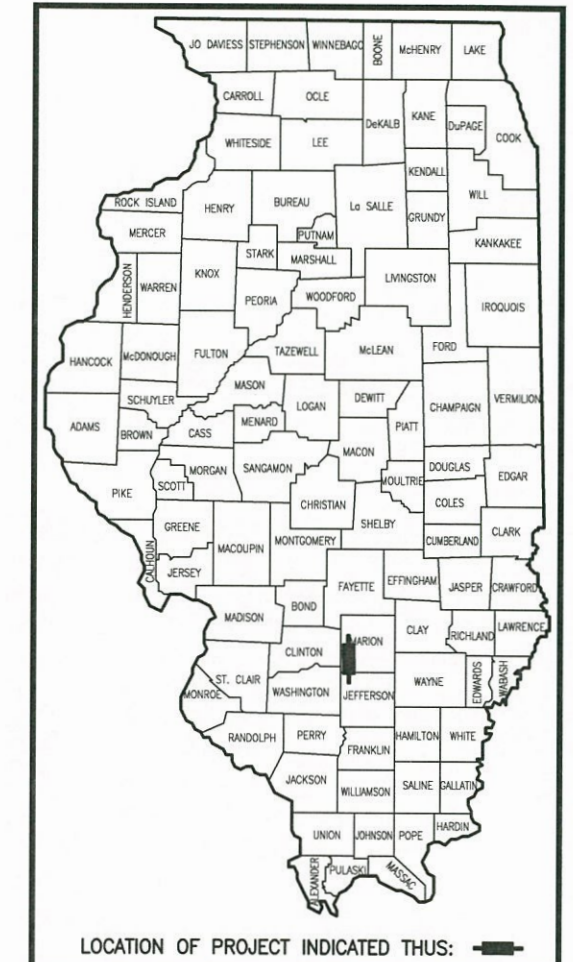 JO DAVIESS STEPHENSON WINNEBAGO BOONE McHENRY LAKE
CARROLL OCLE DeKALB KANE DuPAGE COOK
WHITESIDE LEE KENDALL WILL
ROCK ISLAND HENRY BUREAU La SALLE GRUNDY
MERCER PUTNAM KANKAKEE
HENDERSON WARREN KNOX STARK MARSHALL LIVINGSTON IROQUOIS
PEORIA WOODFORD
HANCOCK McDONOUGH FULTON TAZEWELL McLEAN FORD
SCHUYLER MASON LOGAN DEWITT CHAMPAIGN VERMILION
ADAMS BROWN CASS MENARD PIATT
MACON
PIKE SCOTT MORGAN SANGAMON MOULTRIE DOUGLAS EDGAR
CHRISTIAN COLES
GREENE MACOUPIN MONTGOMERY SHELBY CUMBERLAND CLARK
CALHOUN JERSEY FAYETTE EFFINGHAM JASPER CRAWFORD
MADISON BOND
CLINTON MARION CLAY RICHLAND LAWRENCE
MONROE ST. CLAIR WASHINGTON JEFFERSON WAYNE EDWARDS WABASH
RANDOLPH PERRY FRANKLIN HAMILTON WHITE
JACKSON WILLIAMSON SALINE GALLATIN
UNION JOHNSON POPE HARDIN
ALEXANDER PULASKI MASSAC
LOCATION OF PROJECT INDICATED THUS: